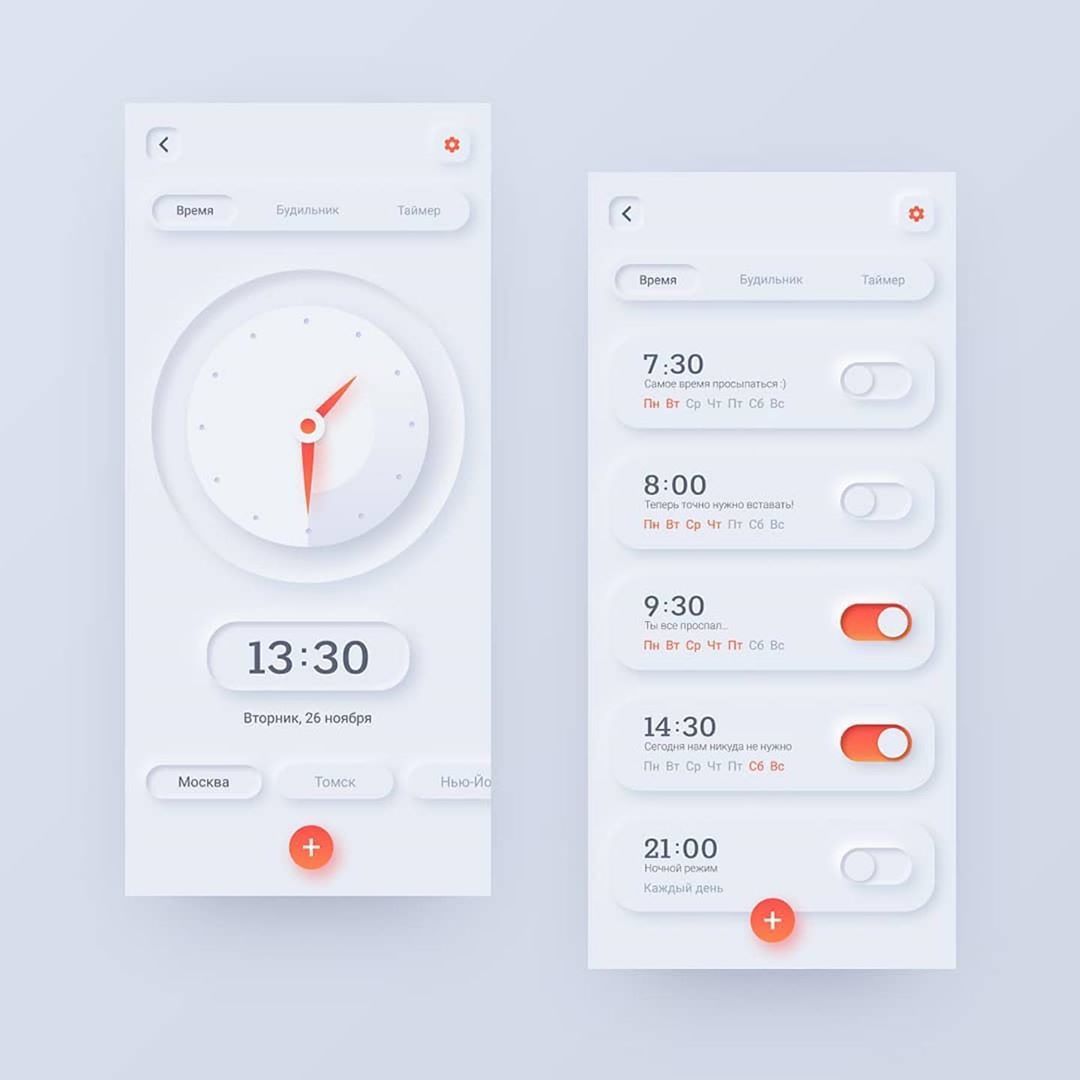 Время Будильник Таймер
13:30
Вторник, 26 ноября
Москва Томск Нью-Йо
Время Будильник Таймер
7:30
Самое время просыпаться :)
Пн Вт Ср Чт Пт Сб Вс
8:00
Теперь точно нужно вставать!
Пн Вт Ср Чт Пт Сб Вс
9:30
Ты все проспал...
Пн Вт Ср Чт Пт Сб Вс
14:30
Сегодня нам никуда не нужно
Пн Вт Ср Чт Пт Сб Вс
21:00
Ночной режим
Каждый день